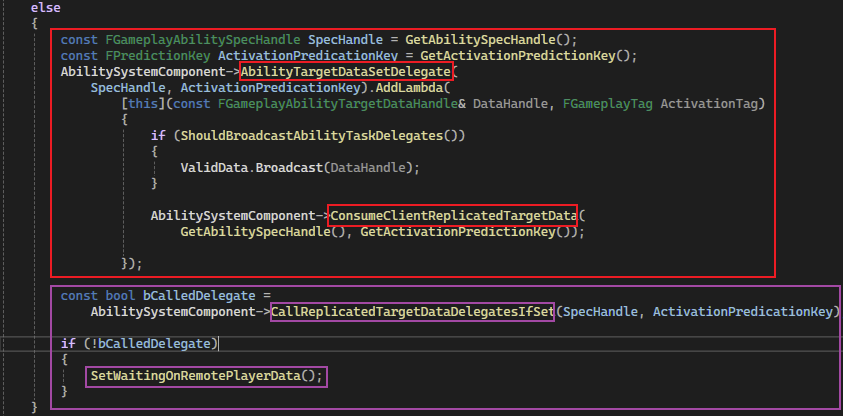 else
{
const FGameplayAbilitySpecHandle SpecHandle = GetAbilitySpecHandle();
const FPredictionKey ActivationPredicationKey = GetActivationPredictionKey();
AbilitySystemComponent->AbilityTargetDataSetDelegate(
SpecHandle, ActivationPredicationKey).AddLambda(
[this](const FGameplayAbilityTargetDataHandle& DataHandle, FGameplayTag ActivationTag)
{
if (ShouldBroadcastAbilityTaskDelegates())
{
ValidData.Broadcast(DataHandle);
}
AbilitySystemComponent->ConsumeClientReplicatedTargetData(
GetAbilitySpecHandle(), GetActivationPredictionKey());
});
const bool bCalledDelegate =
AbilitySystemComponent->CallReplicatedTargetDataDelegatesIfSet(SpecHandle, ActivationPredicationKey)
if (!bCalledDelegate)
{
SetWaitingOnRemotePlayerData();
}
}